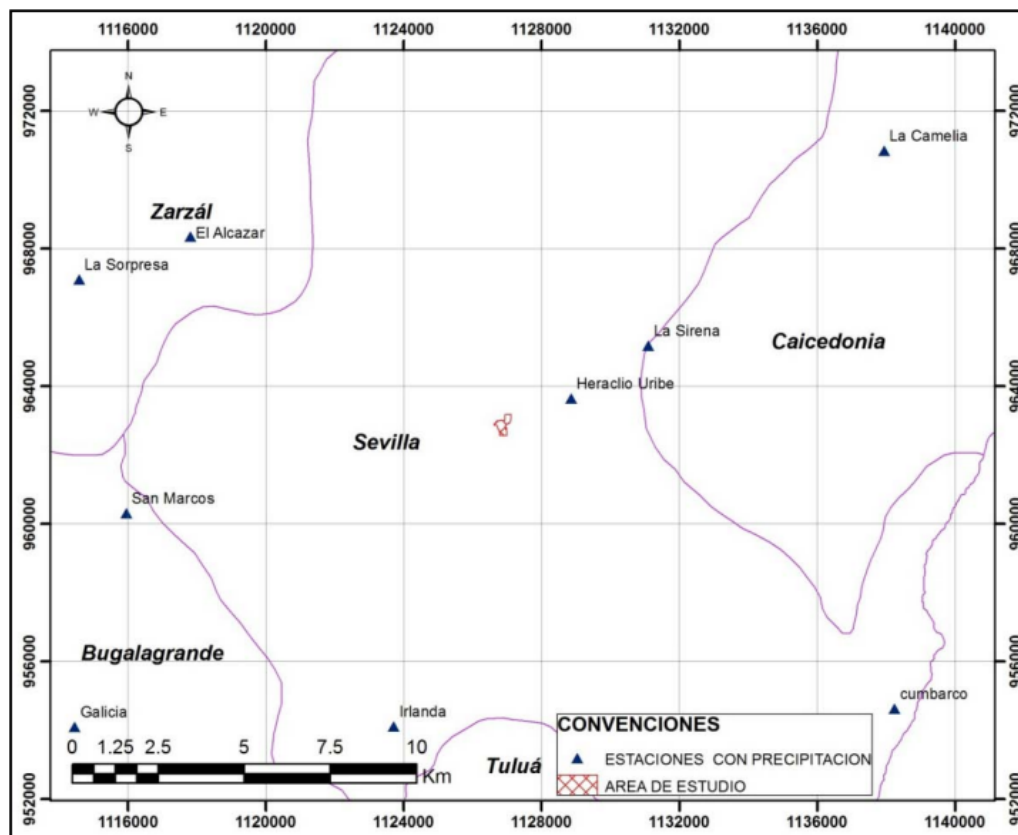 1116000 1120000 1124000 1128000 1132000 1136000 1140000
972000 972000
N
W E
S
La Camelia
Zarzál
El Alcazar
968000 968000
La Sorpresa
La Sirena
Caicedonia
Heraclio Uribe
964000 964000
Sevilla
San Marcos
960000 960000
Bugalagrande
956000 956000
Galicia
Irlanda
cumbarco
CONVENCIONES
ESTACIONES CON PRECIPITACION
AREA DE ESTUDIO
0 1.25 2.5 5 7.5 10
Km
Tuluá
952000 952000
1116000 1120000 1124000 1128000 1132000 1136000 1140000